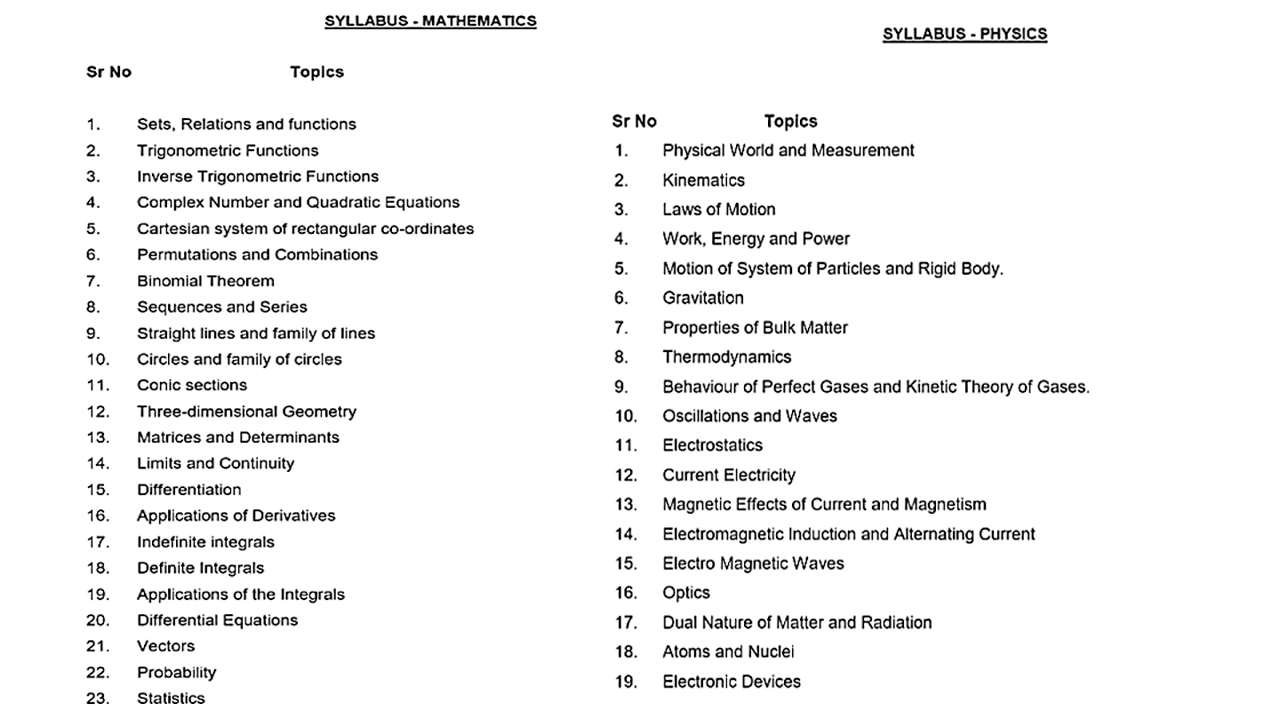 SYLLABUS - MATHEMATICS
Sr No Topics
1. Sets, Relations and functions
2. Trigonometric Functions
3. Inverse Trigonometric Functions
4. Complex Number and Quadratic Equations
5. Cartesian system of rectangular co-ordinates
6. Permutations and Combinations
7. Binomial Theorem
8. Sequences and Series
9. Straight lines and family of lines
10. Circles and family of circles
11. Conic sections
12. Three-dimensional Geometry
13. Matrices and Determinants
14. Limits and Continuity
15. Differentiation
16. Applications of Derivatives
17. Indefinite integrals
18. Definite Integrals
19. Applications of the Integrals
20. Differential Equations
21. Vectors
22. Probability
23. Statistics
SYLLABUS - PHYSICS
Sr No Topics
1. Physical World and Measurement
2. Kinematics
3. Laws of Motion
4. Work, Energy and Power
5. Motion of System of Particles and Rigid Body.
6. Gravitation
7. Properties of Bulk Matter
8. Thermodynamics
9. Behaviour of Perfect Gases and Kinetic Theory of Gases.
10. Oscillations and Waves
11. Electrostatics
12. Current Electricity
13. Magnetic Effects of Current and Magnetism
14. Electromagnetic Induction and Alternating Current
15. Electro Magnetic Waves
16. Optics
17. Dual Nature of Matter and Radiation
18. Atoms and Nuclei
19. Electronic Devices